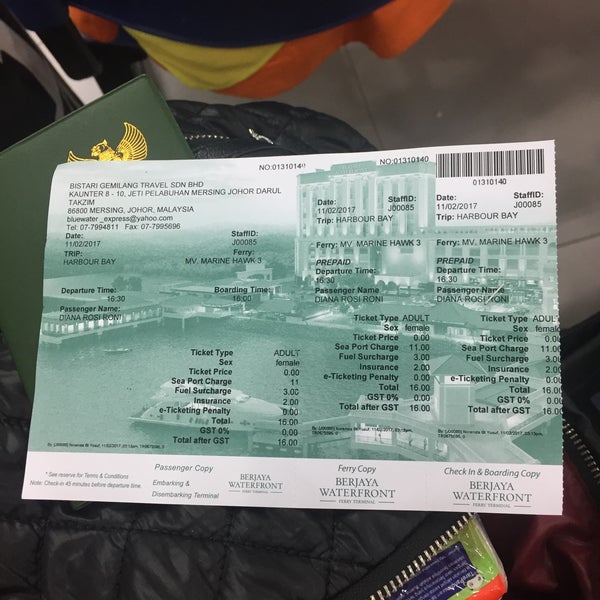 NO:01310140
BISTARI GEMILANG TRAVEL SDN BHD
KAUNTER 8 - 10, JETI PELABUHAN MERSING JOHOR DARUL
TAKZIM
86800 MERSING, JOHOR, MALAYSIA
bluewater_express@yahoo.com
Tel: 07-7994811 Fax: 07-7995696
Date: StaffID:
11/02/2017 J00085
TRIP: Ferry:
HARBOUR BAY MV. MARINE HAWK 3
Departure Time: Boarding Time:
16:30 16:00
Passenger Name:
DIANA ROSI RONI
Ticket Type ADULT
Sex female
Ticket Price 0.00
Sea Port Charge 11
Fuel Surcharge 3.00
Insurance 2.00
e-Ticketing Penalty 0.00
Total 16.00
GST 0% 0.00
Total after GST 16.00
* See reserve for Terms & Conditions
Note: Check-in 45 minutes before departure time.
Passenger Copy
Embarking &
Disembarking Terminal
BERJAYA
WATERFRONT
FERRY TERMINAL
NO:01310140
Date: StaffID:
11/02/2017 J00085
Trip: HARBOUR BAY
Ferry: MV. MARINE HAWK 3
PREPAID
Departure Time:
16:30
Passenger Name:
DIANA ROSI RONI
Ticket Type ADULT
Sex female
Ticket Price 0.00
Sea Port Charge 11.00
Fuel Surcharge 3.00
Insurance 2.00
e-Ticketing Penalty 0.00
Total 16.00
GST 0% 0.00
Total after GST 16.00
Ferry Copy
BERJAYA
WATERFRONT
FERRY TERMINAL
01310140
Date: StaffID:
11/02/2017 J00085
Trip: HARBOUR BAY
Ferry: MV. MARINE HAWK 3
PREPAID
Departure Time:
16:30
Passenger Name:
DIANA ROSI RONI
Ticket Type ADULT
Sex female
Ticket Price 0.00
Sea Port Charge 11.00
Fuel Surcharge 3.00
Insurance 2.00
e-Ticketing Penalty 0.00
Total 16.00
GST 0% 0.00
Total after GST 16.00
Check In & Boarding Copy
BERJAYA
WATERFRONT
FERRY TERMINAL